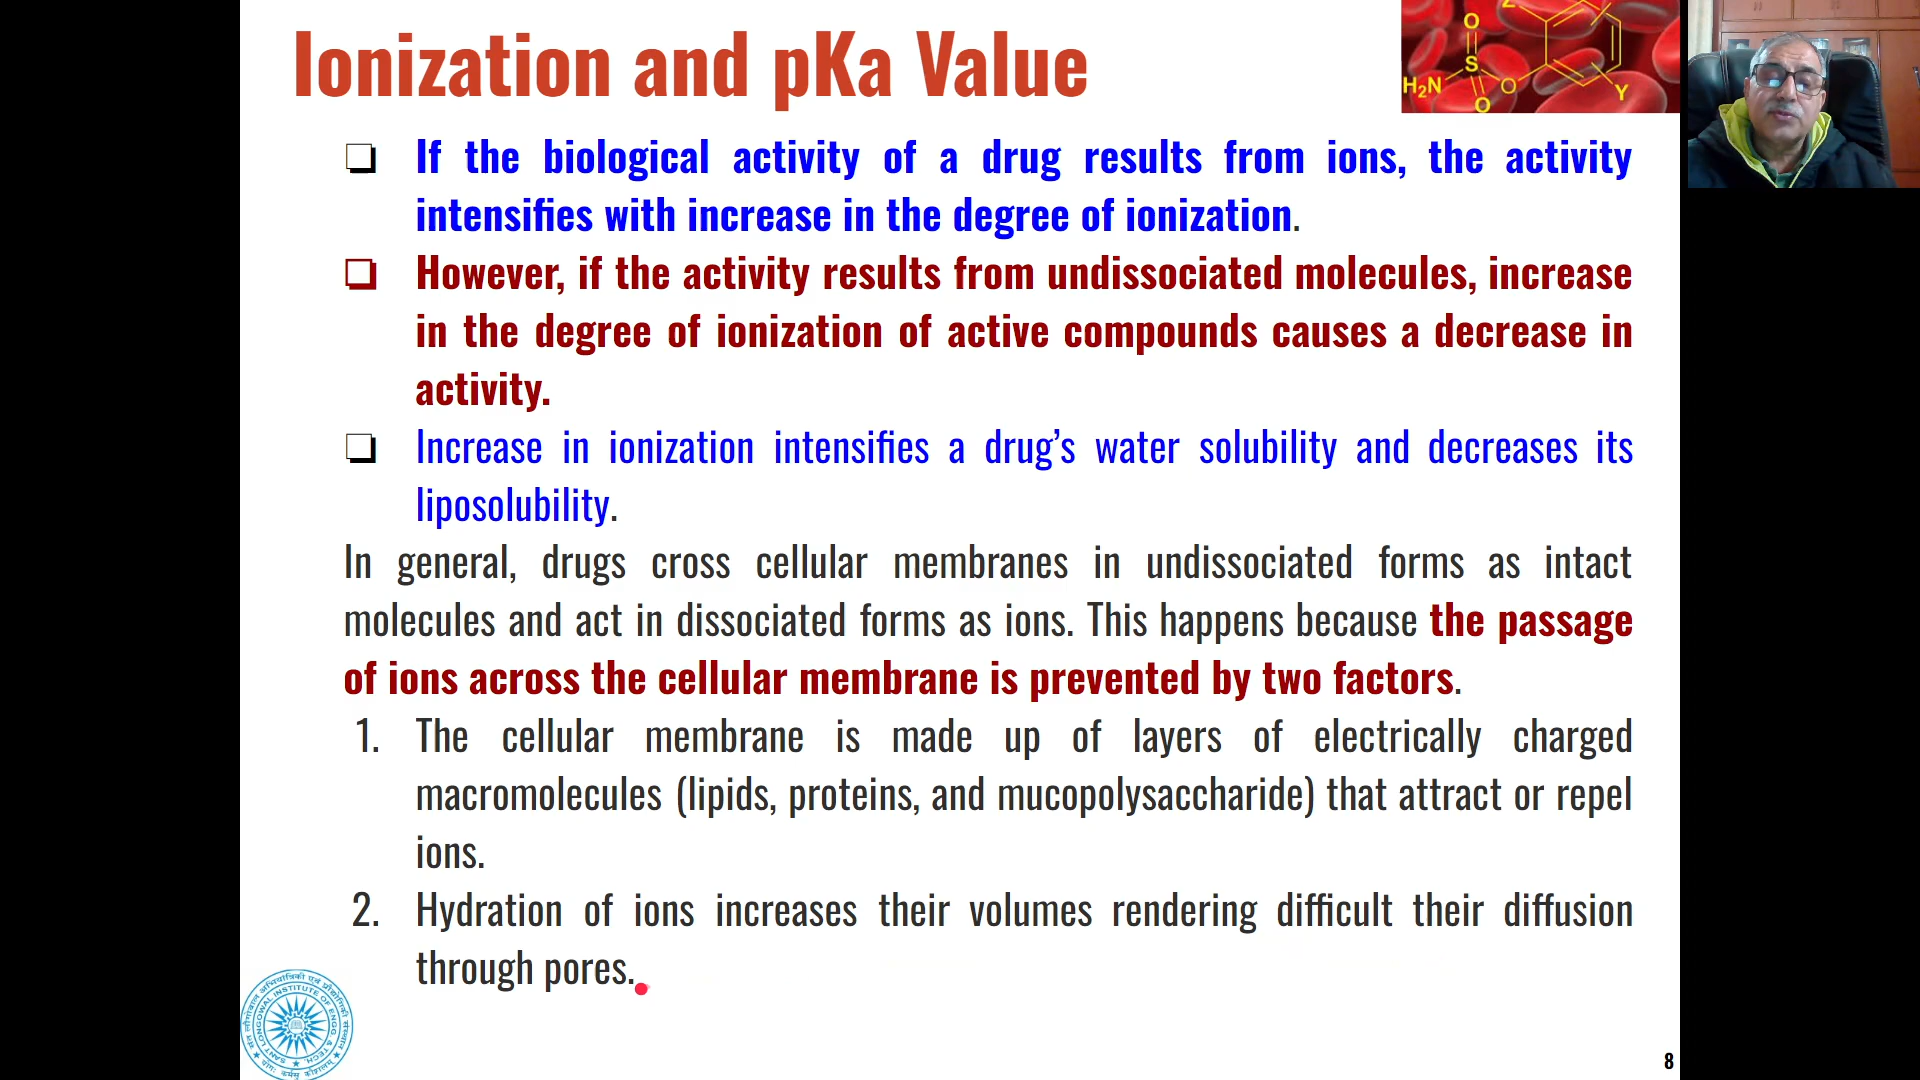 Ionization and pKa Value
Z
O
S
H₂N
O
O
Y
❑ If the biological activity of a drug results from ions, the activity
intensifies with increase in the degree of ionization.
❑ However, if the activity results from undissociated molecules, increase
in the degree of ionization of active compounds causes a decrease in
activity.
❑ Increase in ionization intensifies a drug’s water solubility and decreases its
liposolubility.
In general, drugs cross cellular membranes in undissociated forms as intact
molecules and act in dissociated forms as ions. This happens because the passage
of ions across the cellular membrane is prevented by two factors.
1. The cellular membrane is made up of layers of electrically charged
macromolecules (lipids, proteins, and mucopolysaccharide) that attract or repel
ions.
2. Hydration of ions increases their volumes rendering difficult their diffusion
through pores.
SANT LONGOWAL INSTITUTE OF ENGG. & TECH.
8